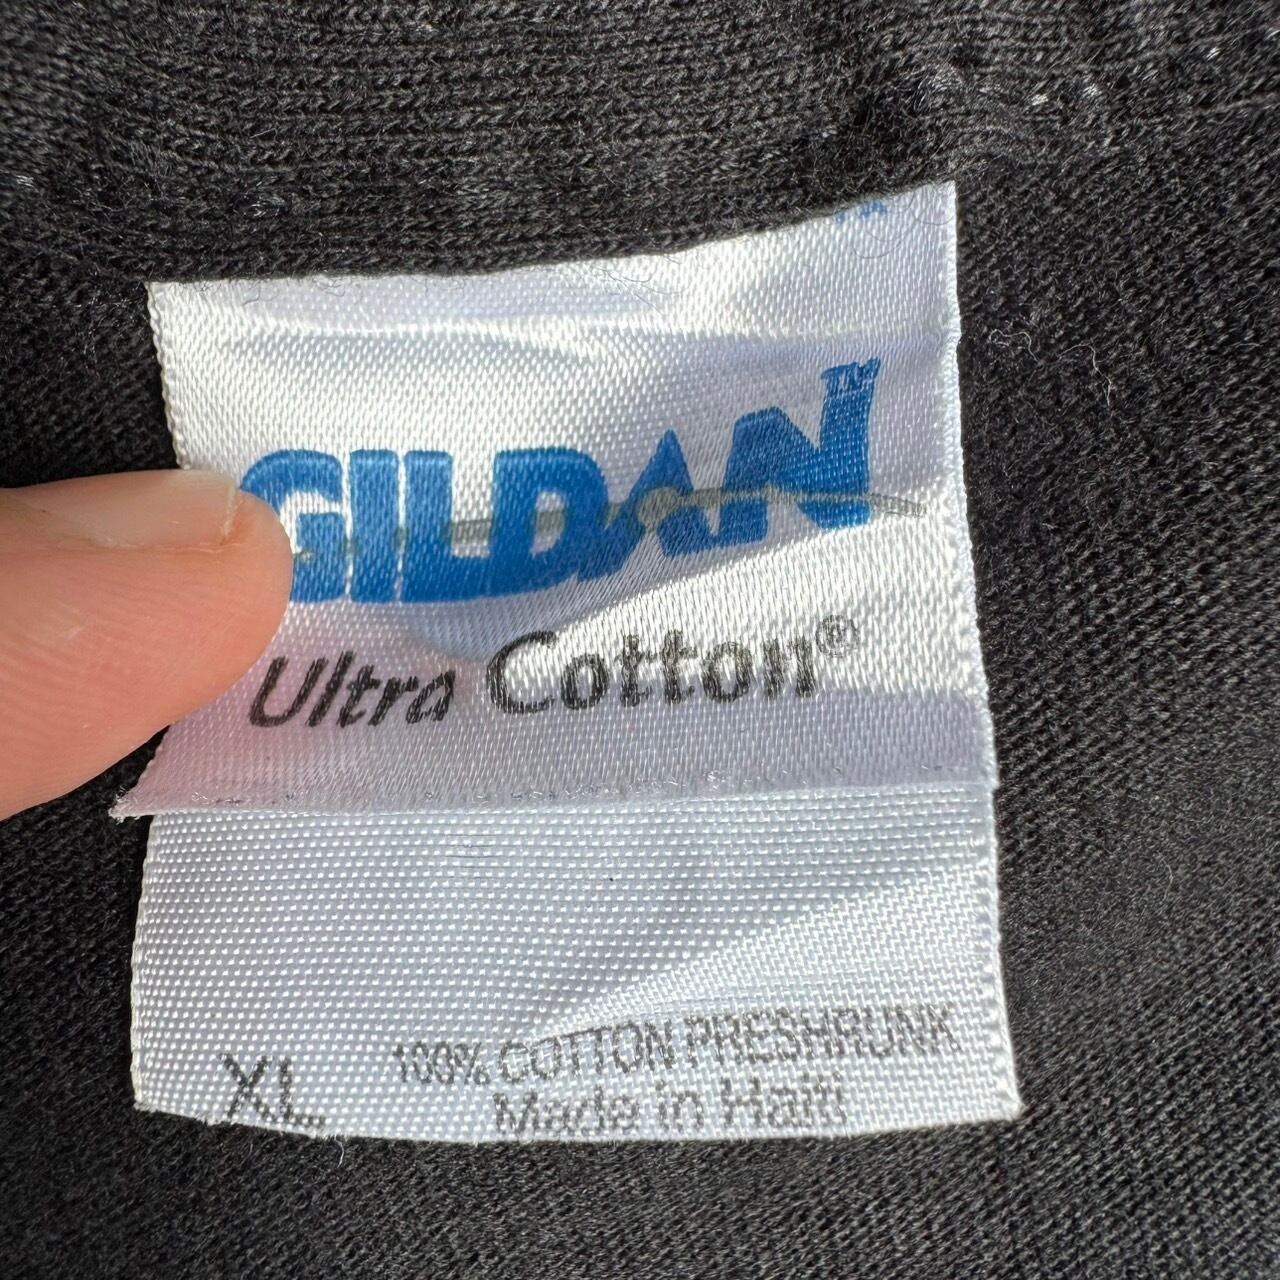 GILDAN™
Ultra Cotton®
XL 100% COTTON PRESHRUNK
Made in Haiti